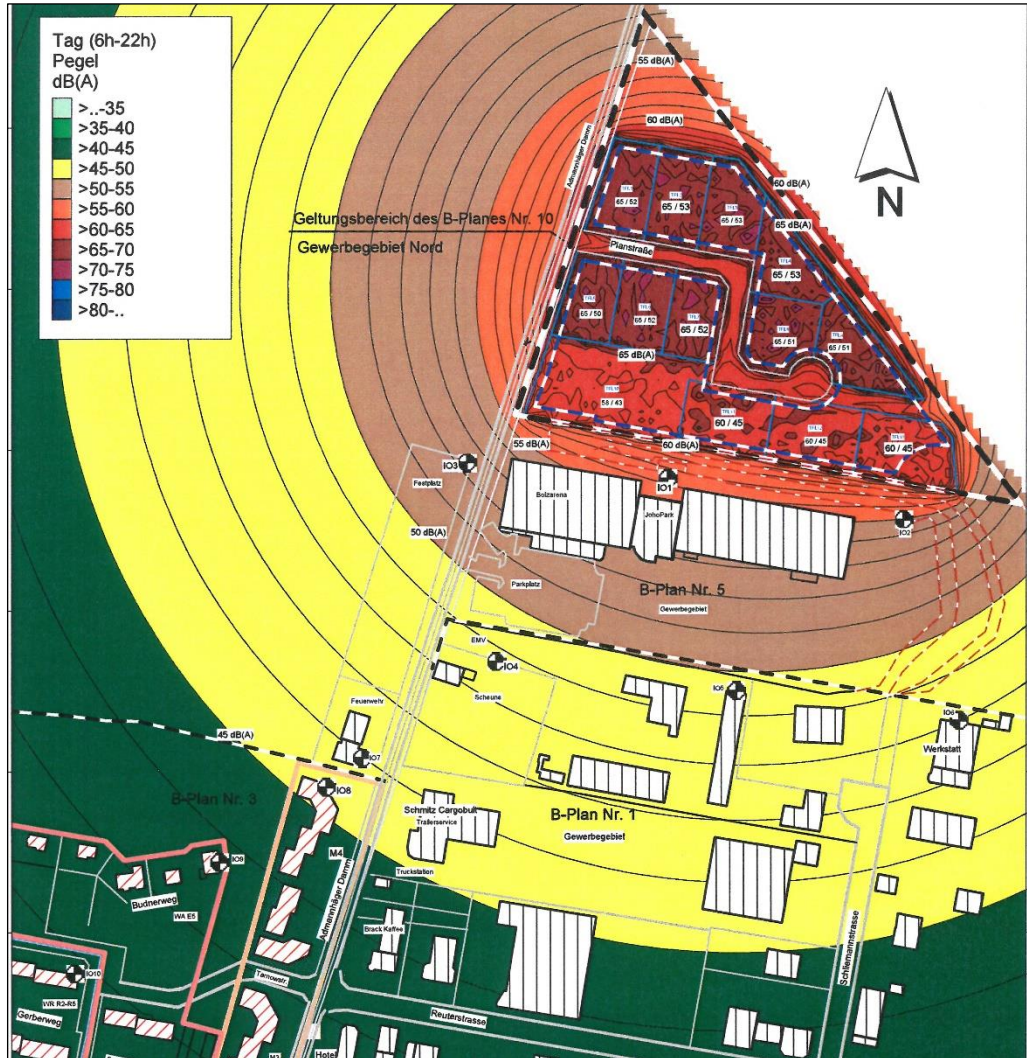 Tag (6h-22h)
Pegel
dB(A)
>..-35
>35-40
>40-45
>45-50
>50-55
>55-60
>60-65
>65-70
>70-75
>75-80
>80-..
N
55 dB(A)
60 dB(A)
60 dB(A)
65 dB(A)
Admannhäger Damm
Geltungsbereich des B-Planes Nr. 10
Gewerbegebiet Nord
Planstraße
65 / 52
65 / 53
65 / 53
65 / 53
65 / 50
65 / 52
65 / 52
65 / 51
65 / 51
65 dB(A)
58 / 43
60 / 45
60 / 45
60 / 45
55 dB(A)
60 dB(A)
IO3
Festplatz
Bolzarena
IO1
JohoPark
IO2
50 dB(A)
Parkplatz
B-Plan Nr. 5
Gewerbegebiet
EMV
IO4
Scheune
IO5
IO6
Werkstatt
Feuerwehr
45 dB(A)
IO7
B-Plan Nr. 3
IO8
Schmitz Cargobull
Trailerservice
B-Plan Nr. 1
Gewerbegebiet
M4
Admannhäger Damm
Truckstation
IO9
Budnerweg
WA E5
Brack Kaffee
Schliemannstrasse
IO10
Tarnowstr.
WR R2-R5
Gerberweg
Reuterstrasse
Hotel